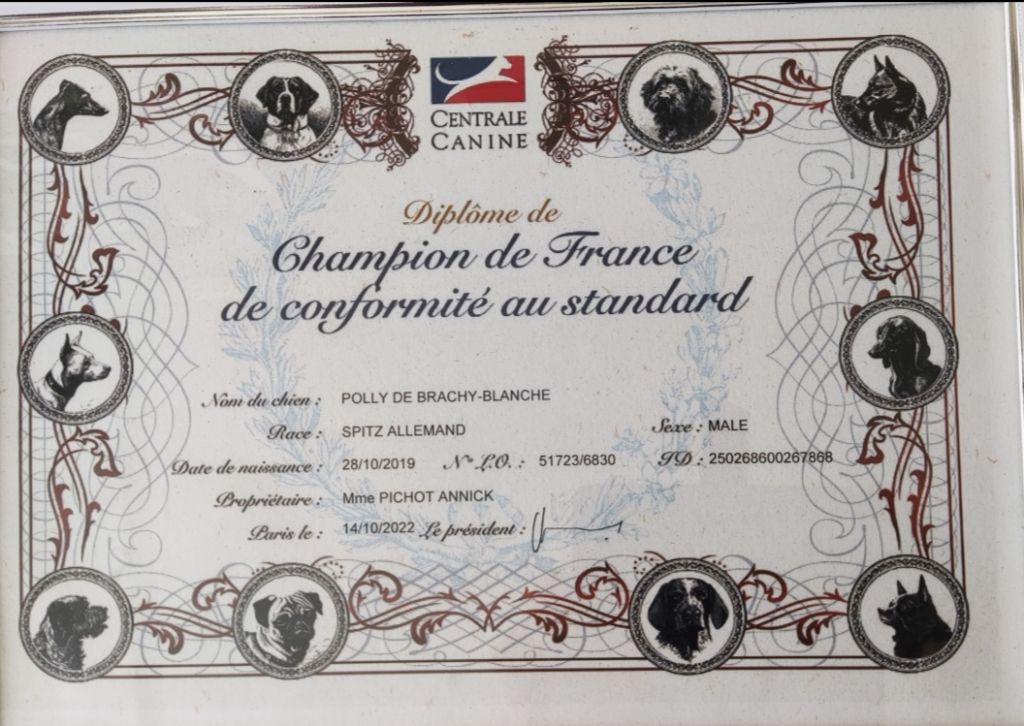 CENTRALE
CANINE
Diplôme de
Champion de France
de conformité au standard
Nom du chien : POLLY DE BRACHY-BLANCHE
Race : SPITZ ALLEMAND Sexe : MALE
Date de naissance : 28/10/2019 N° L.O. : 51723/6830 ID : 250268600267868
Propriétaire : Mme PICHOT ANNICK
Paris le : 14/10/2022 Le président :